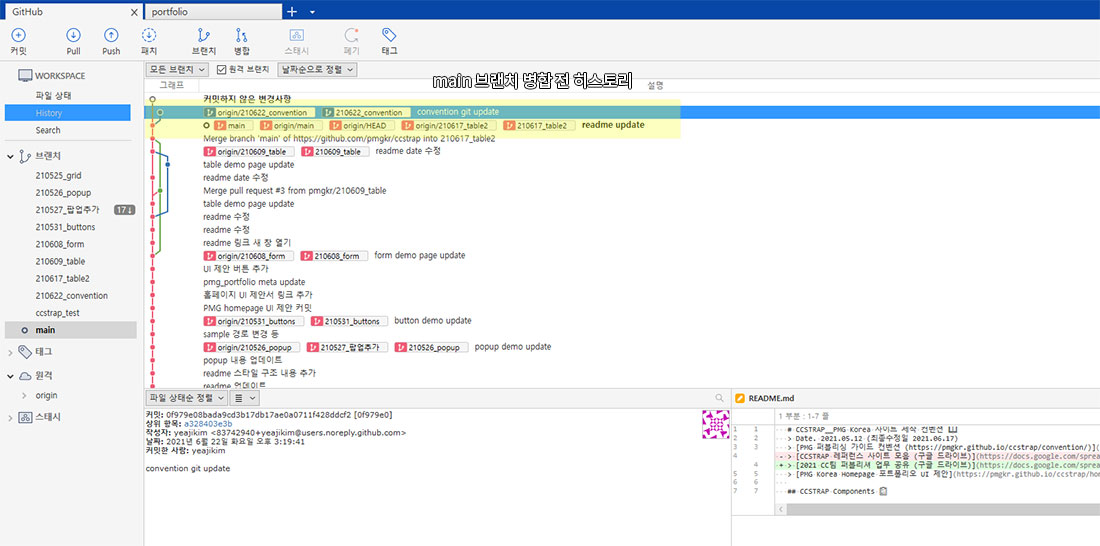 GitHub
portfolio
커밋
Pull
Push
패치
브랜치
병합
스태시
폐기
태그
모든 브랜치
원격 브랜치
날짜순으로 정렬
main 브랜치 병합 전 히스토리
그래프
설명
WORKSPACE
파일 상태
History
Search
브랜치
210525_grid
210526_popup
210527_팝업추가 17↓
210531_buttons
210608_form
210609_table
210617_table2
210622_convention
ccstrap_test
main
태그
원격
origin
스태시
커밋하지 않은 변경사항
origin/210622_convention 210622_convention convention git update
main origin/main origin/HEAD origin/210617_table2 210617_table2 readme update
Merge branch 'main' of https://github.com/pmgkr/ccstrap into 210617_table2
origin/210609_table 210609_table readme date 수정
table demo page update
readme date 수정
Merge pull request #3 from pmgkr/210609_table
table demo page update
readme 수정
readme 수정
readme 링크 새 창 열기
origin/210608_form 210608_form form demo page update
UI 제안 버튼 추가
pmg_portfolio meta update
홈페이지 UI 제안서 링크 추가
PMG homepage UI 제안 커밋
origin/210531_buttons 210531_buttons button demo update
sample 경로 변경 등
origin/210526_popup 210527_팝업추가 210526_popup popup demo update
popup 내용 업데이트
readme 스타일 구조 내용 추가
readme 업데이트
파일 상태순 정렬
커밋: 0f979e08bada9cd3b17db17ae0a0711f428ddcf2 [0f979e0]
상위 항목: a328403e3b
작성자: yeajikim <83742940+yeajikim@users.noreply.github.com>
날짜: 2021년 6월 22일 화요일 오후 3:19:41
커밋한 사람: yeajikim
convention git update
README.md
1 부분 : 1-7 줄
1 1 # CCSTRAP__PMG Korea 사이트 제작 컨벤션
2 2 > Date. 2021.05.12 (최종수정일 2021.06.17)
3 3 > [PMG 퍼블리싱 가이드 컨벤션 (https://pmgkr.github.io/ccstrap/convention/)](
4 - > [CCSTRAP 레퍼런스 사이트 모음 (구글 드라이브)](https://docs.google.com/sprea
4 + > [2021 CC팀 퍼블리셔 업무 공유 (구글 드라이브)](https://docs.google.com/sprea
5 5 > [PMG Korea Homepage 포트폴리오 UI 제안](https://pmgkr.github.io/ccstrap/ho
6 6
7 7 ## CCSTRAP Components